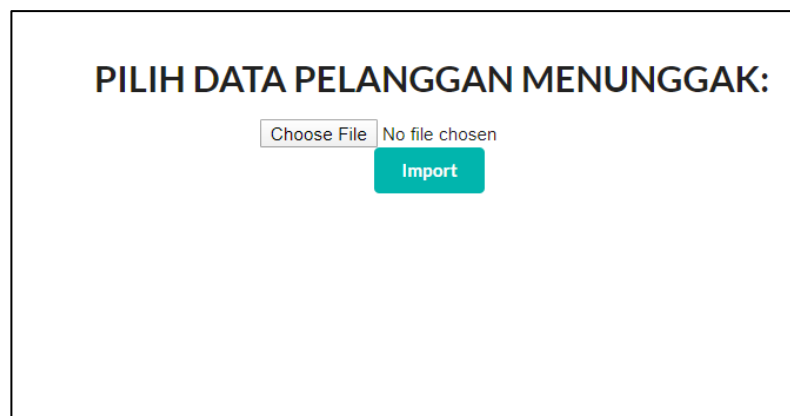 PILIH DATA PELANGGAN MENUNGGAK:
Choose File No file chosen
Import